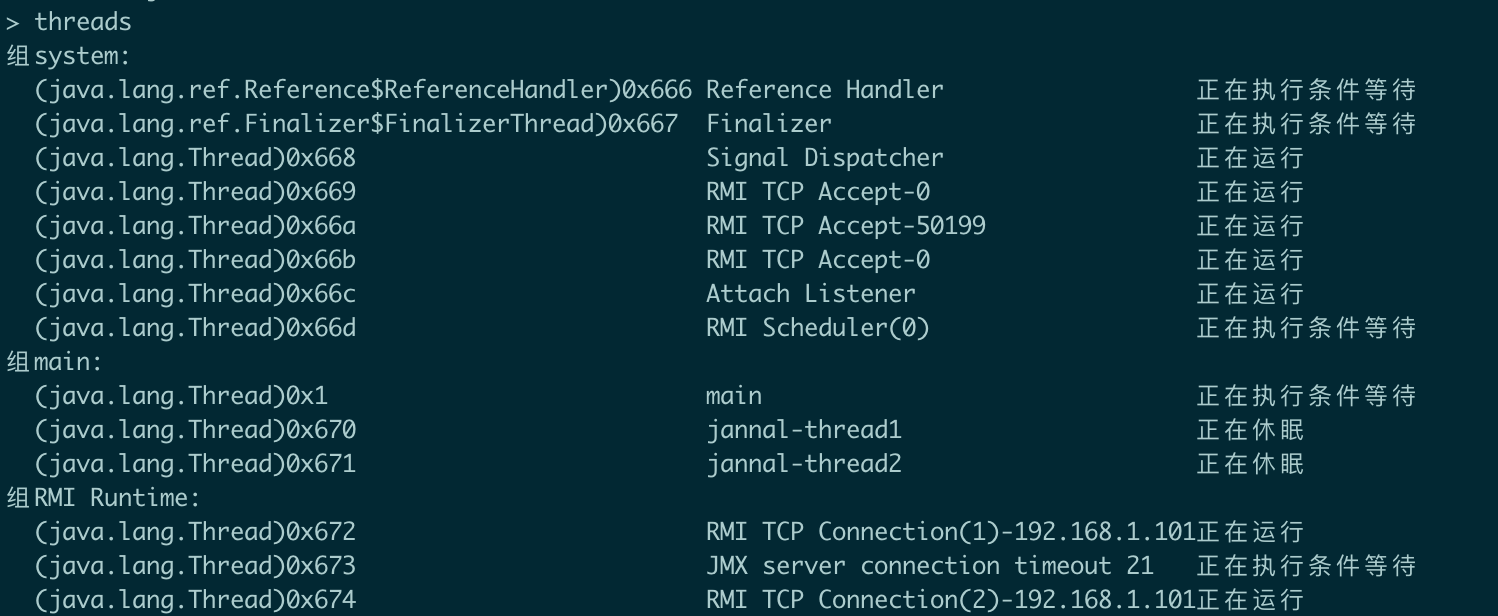 > threads
组system:
  (java.lang.ref.Reference$ReferenceHandler)0x666 Reference Handler                  正在执行条件等待
  (java.lang.ref.Finalizer$FinalizerThread)0x667  Finalizer                          正在执行条件等待
  (java.lang.Thread)0x668                         Signal Dispatcher                  正在运行
  (java.lang.Thread)0x669                         RMI TCP Accept-0                   正在运行
  (java.lang.Thread)0x66a                         RMI TCP Accept-50199               正在运行
  (java.lang.Thread)0x66b                         RMI TCP Accept-0                   正在运行
  (java.lang.Thread)0x66c                         Attach Listener                    正在运行
  (java.lang.Thread)0x66d                         RMI Scheduler(0)                   正在执行条件等待
组main:
  (java.lang.Thread)0x1                           main                               正在执行条件等待
  (java.lang.Thread)0x670                         jannal-thread1                     正在休眠
  (java.lang.Thread)0x671                         jannal-thread2                     正在休眠
组RMI Runtime:
  (java.lang.Thread)0x672                         RMI TCP Connection(1)-192.168.1.101正在运行
  (java.lang.Thread)0x673                         JMX server connection timeout 21   正在执行条件等待
  (java.lang.Thread)0x674                         RMI TCP Connection(2)-192.168.1.101正在运行